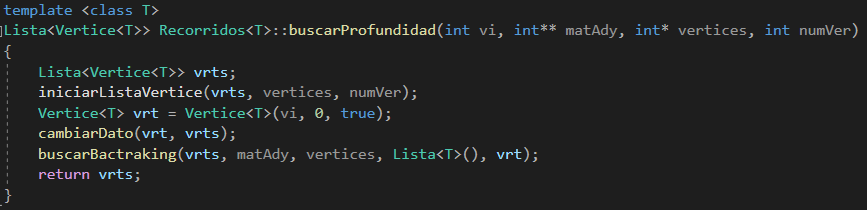 template <class T>
Lista<Vertice<T>> Recorridos<T>::buscarProfundidad(int vi, int** matAdy, int* vertices, int numVer)
{
    Lista<Vertice<T>> vrts;
    iniciarListaVertice(vrts, vertices, numVer);
    Vertice<T> vrt = Vertice<T>(vi, 0, true);
    cambiarDato(vrt, vrts);
    buscarBactraking(vrts, matAdy, vertices, Lista<T>(), vrt);
    return vrts;
}